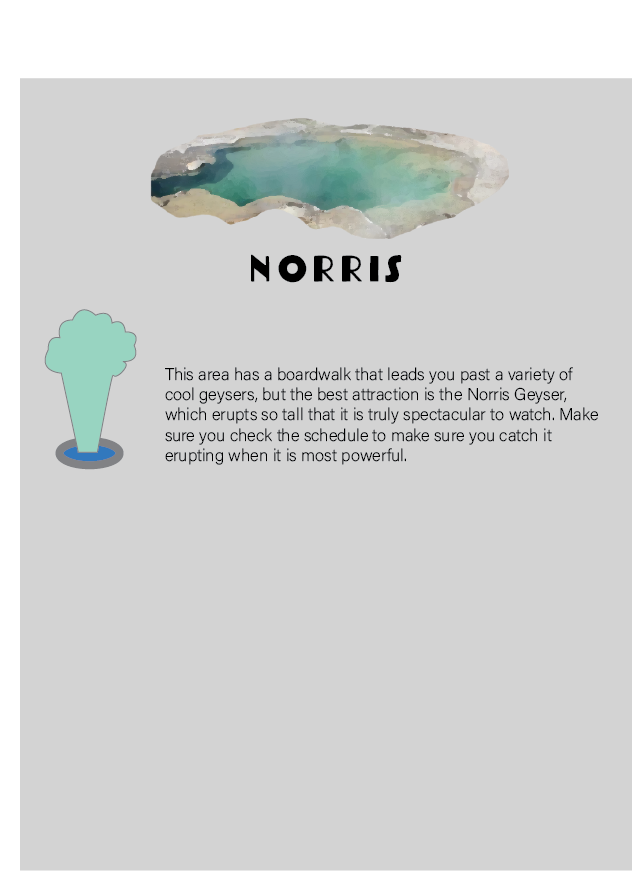 NORRIS
This area has a boardwalk that leads you past a variety of
cool geysers, but the best attraction is the Norris Geyser,
which erupts so tall that it is truly spectacular to watch. Make
sure you check the schedule to make sure you catch it
erupting when it is most powerful.